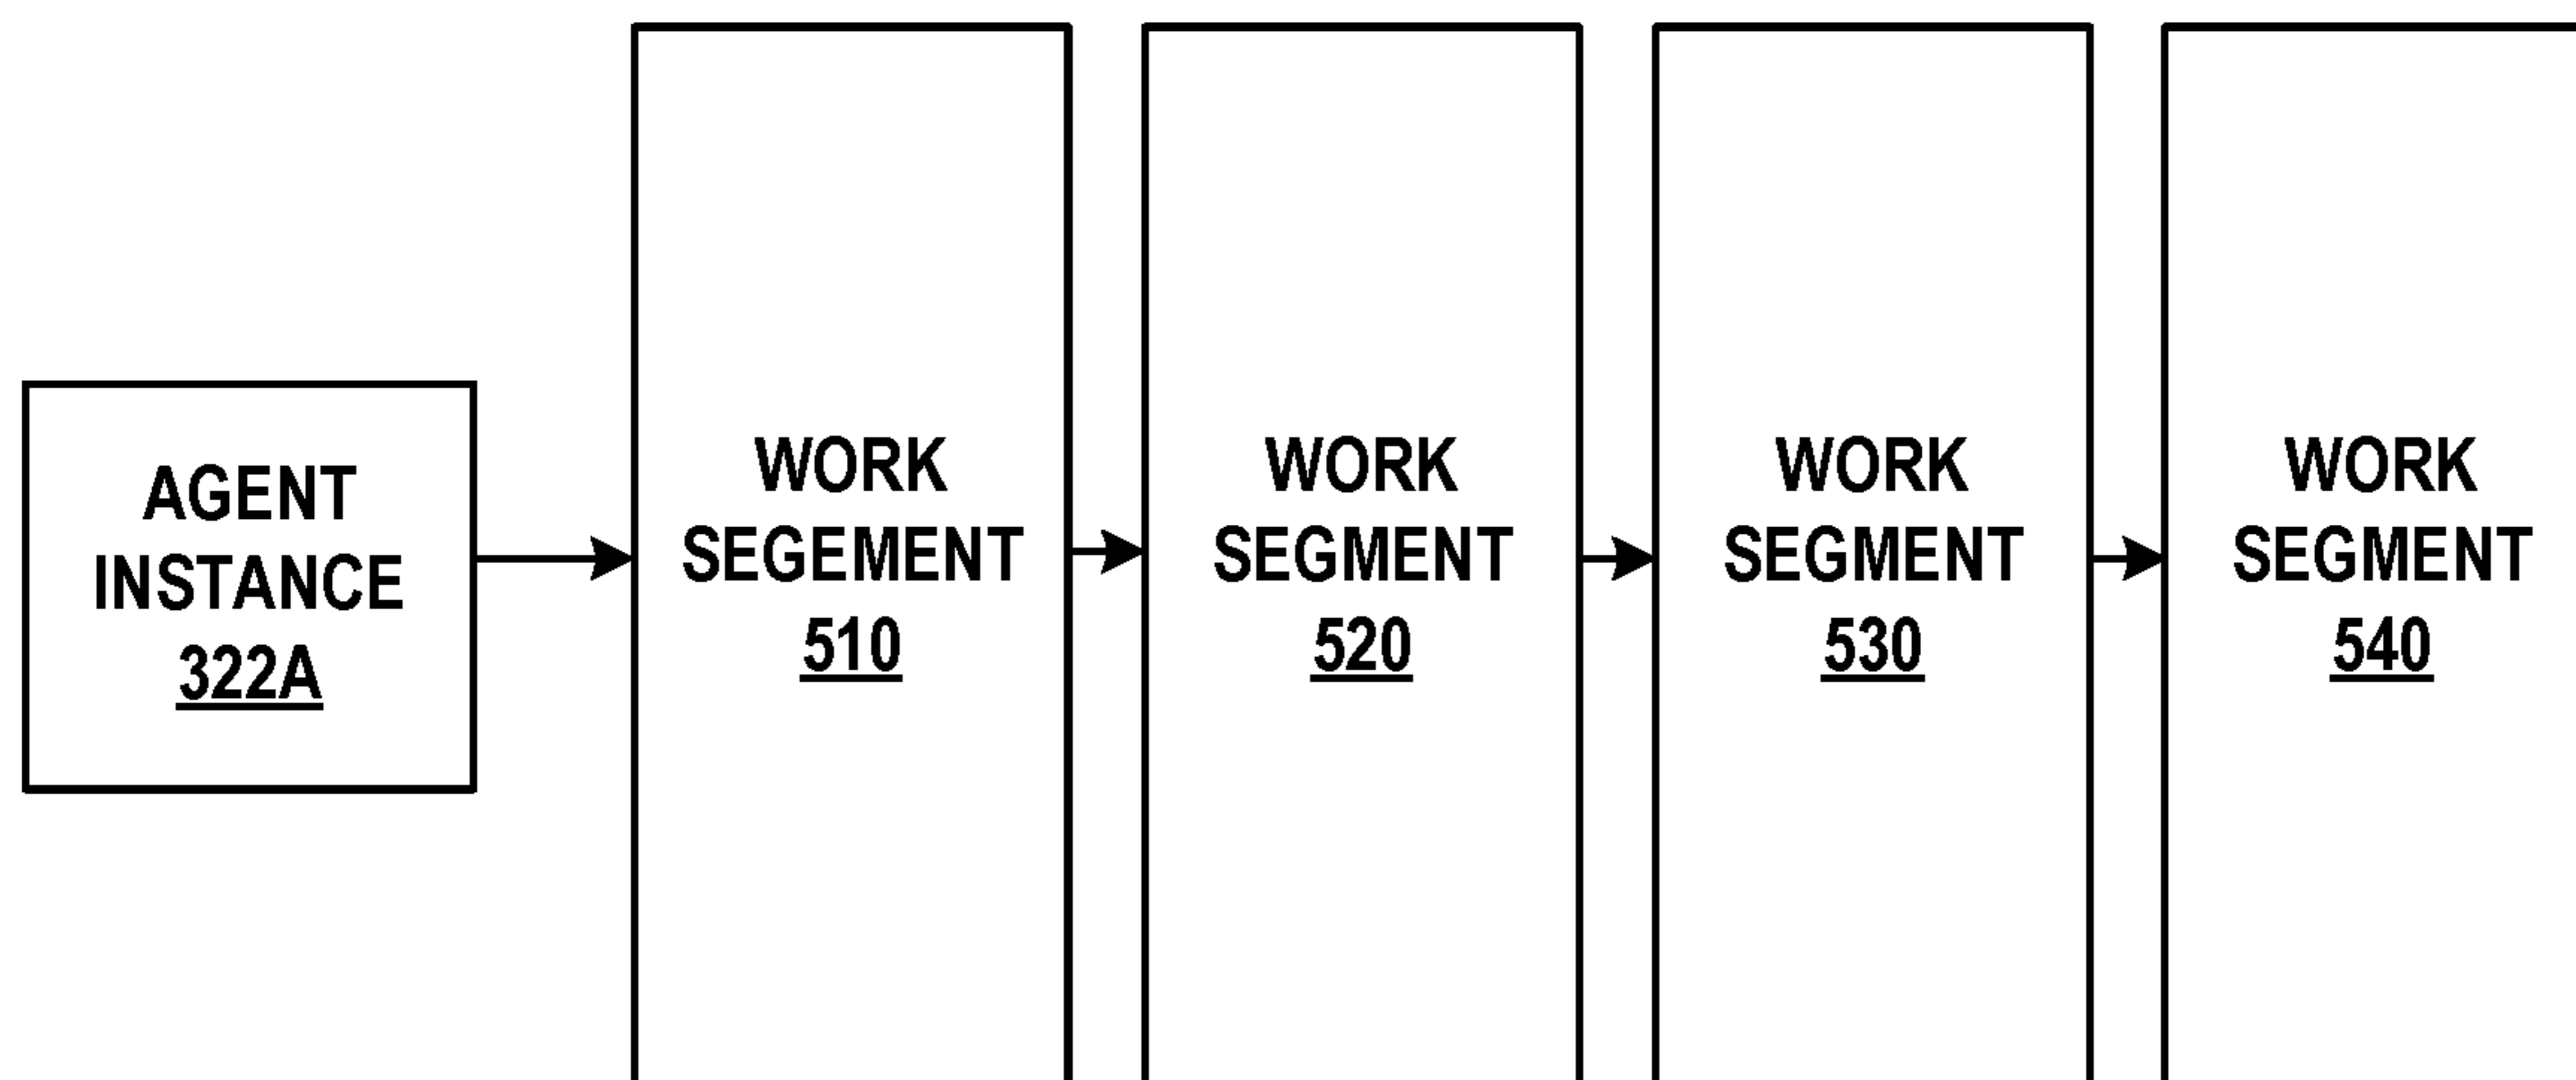 AGENT
INSTANCE
322A
WORK
SEGEMENT
510
WORK
SEGMENT
520
WORK
SEGMENT
530
WORK
SEGMENT
540